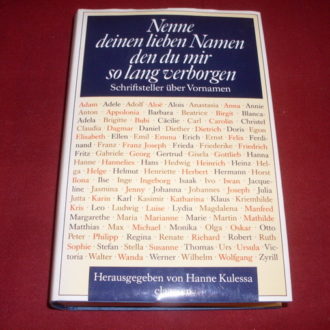 Nenne
deinen lieben Namen
den du mir
so lang verborgen
Schriftsteller über Vornamen
Adam Adele Adolf Aloë Alois Anastasia Anna Annie
Anton Appolonia Barbara Beatrice Birgit Blanca
Adela Brigitte Bubi Cäcilie Carl Carolin Christel
Claudia Dagmar Daniel Diether Dietrich Doris Egon
Elisabeth Ellen Emil Emma Erich Ernst Felix Ferdi-
nand Franz Franz Joseph Frieda Friederike Friedrich
Fritz Gabriele Georg Gertrud Gisela Gottlieb Hanna
Hanne Hannelies Hans Hedwig Heinrich Heinz Hel-
ga Helge Helmut Henriette Herbert Hermann Horst
Ilona Ilse Inge Ingeborg Isaak Ivo Iwan Jacque-
line Jasmina Jenny Johanna Johannes Joseph Julia
Jutta Karin Karl Kasimir Katharina Klaus Kriemhilde
Kris Leo Ludwig Luise Lydia Magdalena Manfred
Margarethe Maria Marianne Marie Martin Mathilde
Matthias Max Michael Monika Olga Oskar Otto
Peter Philipp Regina Renate Richard Robert Ruth
Sophie Stefan Stella Susanne Thomas Urs Ursula Vic-
toria Walter Wanda Werner Wilhelm Wolfgang Zyrill
Herausgegeben von Hanne Kulessa
claassen